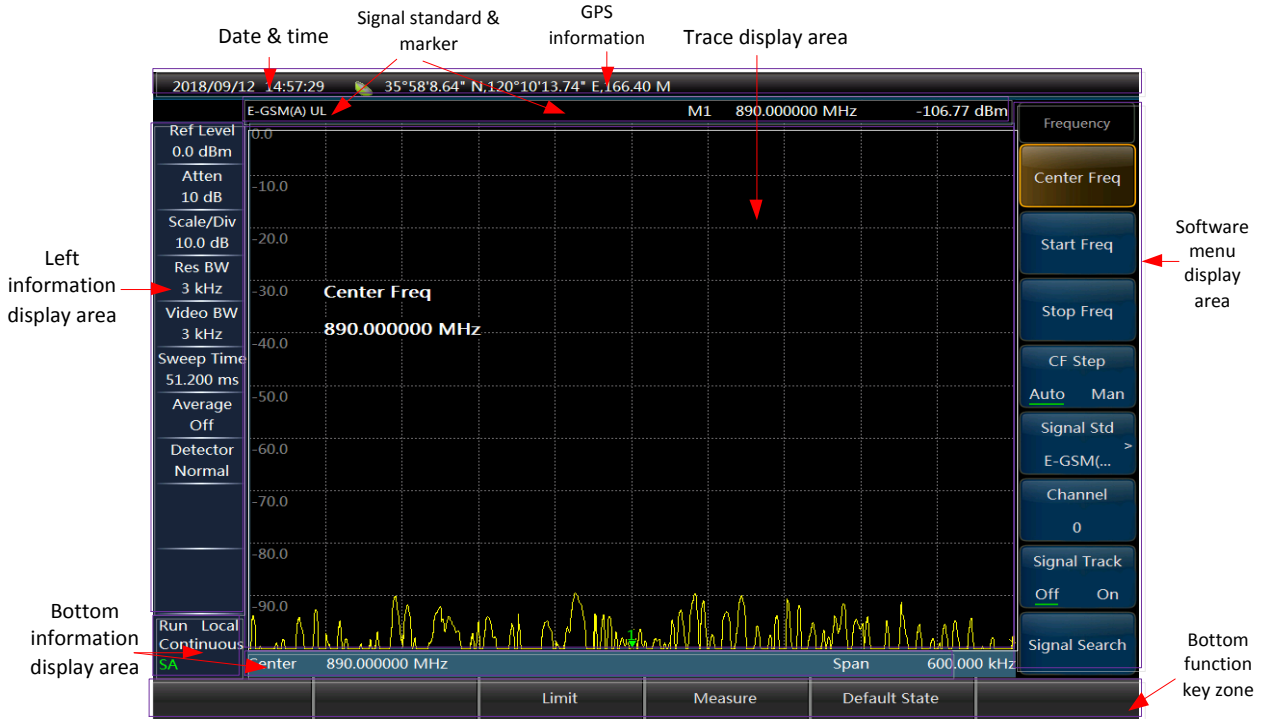 Date & time
Signal standard &
marker
GPS
information
Trace display area
2018/09/12 14:57:29 35°58'8.64" N,120°10'13.74" E,166.40 M
E-GSM(A) UL M1 890.000000 MHz -106.77 dBm
Left
information
display area
Ref Level
0.0 dBm
Atten
10 dB
Scale/Div
10.0 dB
Res BW
3 kHz
Video BW
3 kHz
Sweep Time
51.200 ms
Average
Off
Detector
Normal
0.0
-10.0
-20.0
-30.0
-40.0
-50.0
-60.0
-70.0
-80.0
-90.0
Center Freq
890.000000 MHz
1
Frequency
Center Freq
Start Freq
Stop Freq
CF Step
Auto Man
Signal Std
E-GSM(... >
Channel
0
Signal Track
Off On
Signal Search
Software
menu
display
area
Bottom
information
display area
Run Local
Continuous
SA
Center 890.000000 MHz Span 600.000 kHz
Limit Measure Default State
Bottom
function
key zone